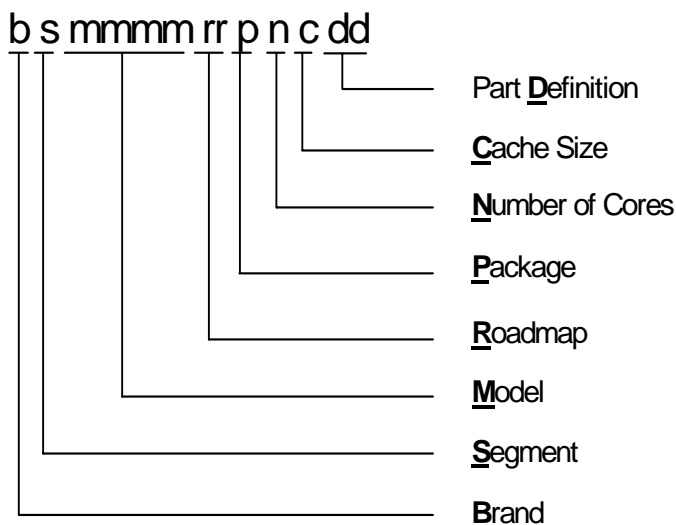 b s mmmm rr p n c dd
Part Definition
Cache Size
Number of Cores
Package
Roadmap
Model
Segment
Brand